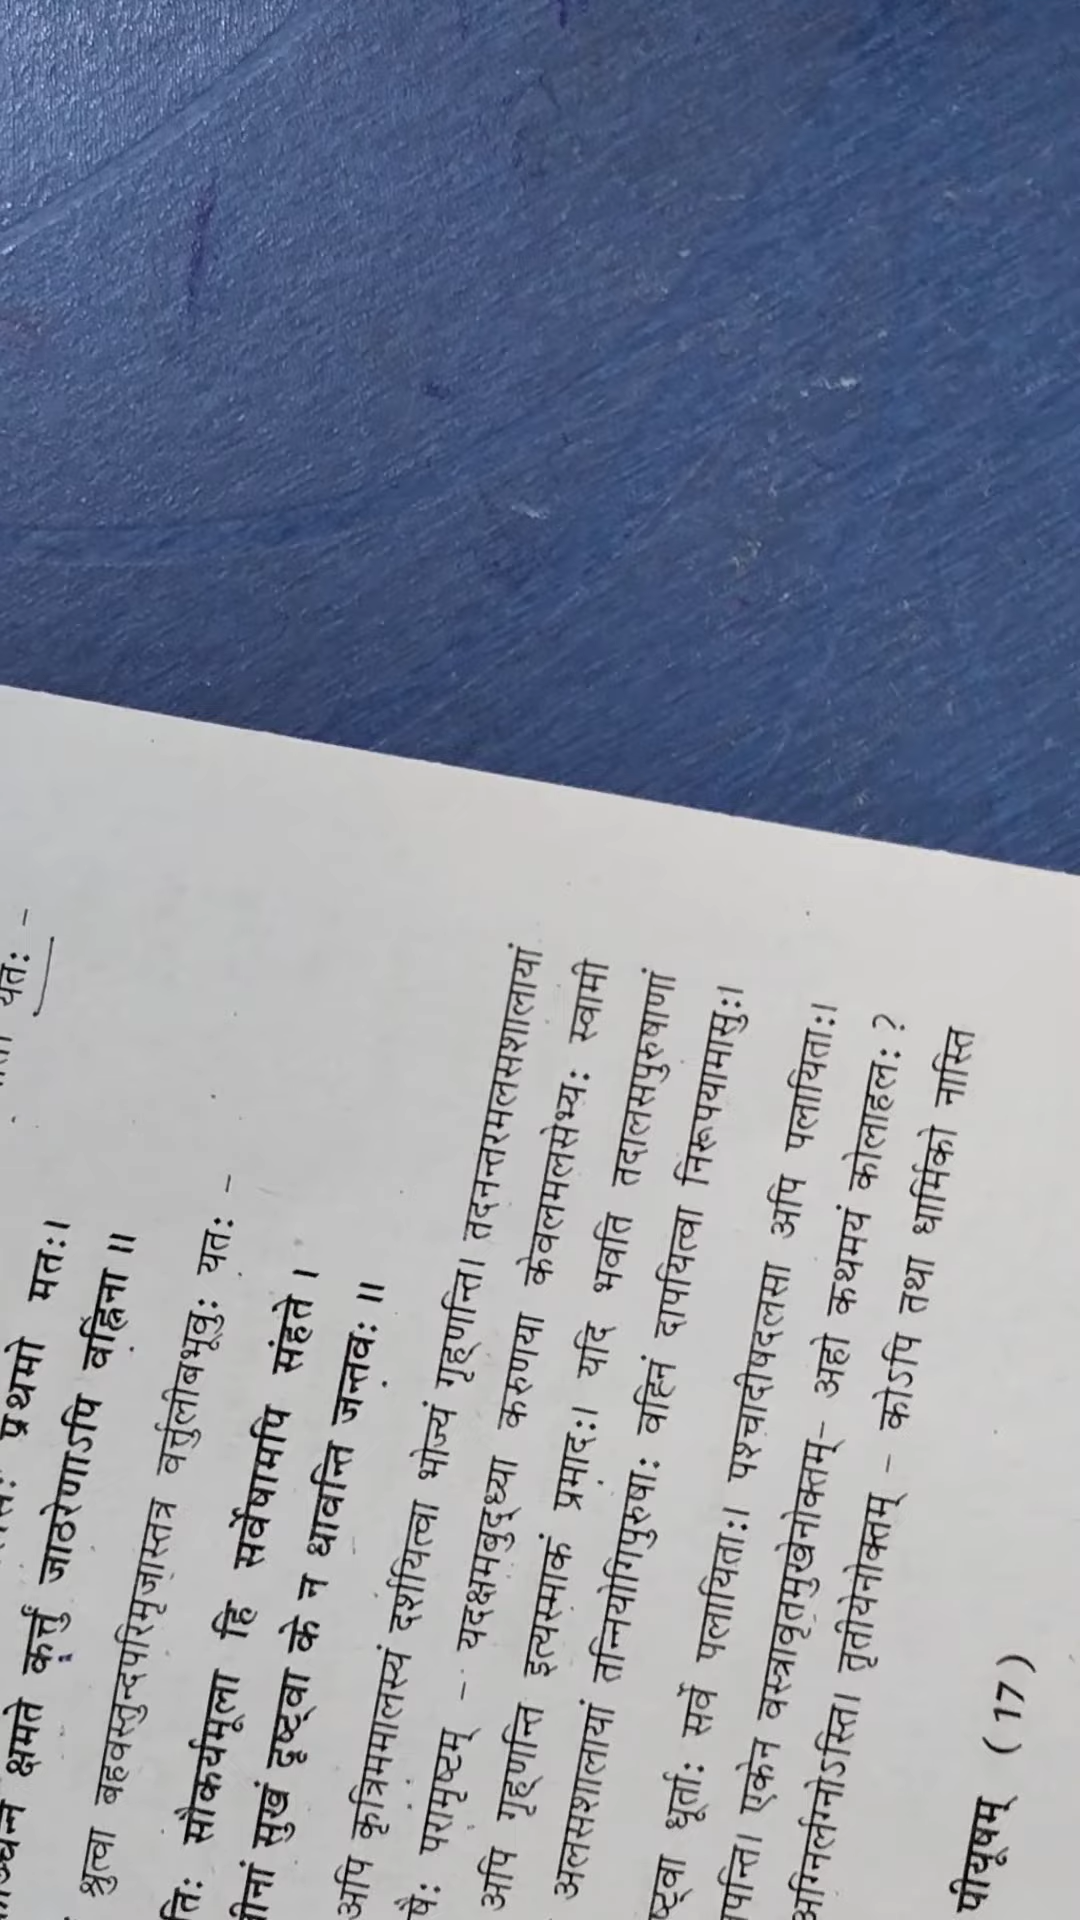 यतः -
प्रथमो मतः।
क्षमते कर्तुं जाठरेणाऽपि वह्निना ॥
श्रुत्वा बहवस्तुन्दपरिमृजास्तत्र वर्त्तुलीबभूवुः यतः -
सौकर्यमूला हि सर्वेषामपि संहते ।
सुखं दृष्ट्वा के न धावन्ति जन्तवः ॥
अपि कृत्रिममालस्यं दर्शयित्वा भोज्यं गृह्णन्ति। तदनन्तरमलसशालायां
परामृष्टम् - यदक्षमबुद्ध्या करुणया केवलमलसेभ्यः स्वामी
अपि गृह्णन्ति इत्यस्माकं प्रमादः। यदि भवति तदालसपुरुषाणां
अलसशालायां तन्नियोगिपुरुषाः वह्निं दापयित्वा निरूपयामासुः।
धूर्ताः सर्वे पलायिताः। पश्चादीषदलसा अपि पलायिताः।
एकेन वस्त्रावृतमुखेनोक्तम्- अहो कथमयं कोलाहलः ?
अग्निर्लग्नोऽस्ति। तृतीयेनोक्तम् - कोऽपि तथा धार्मिको नास्ति
पीयूषम् (17)